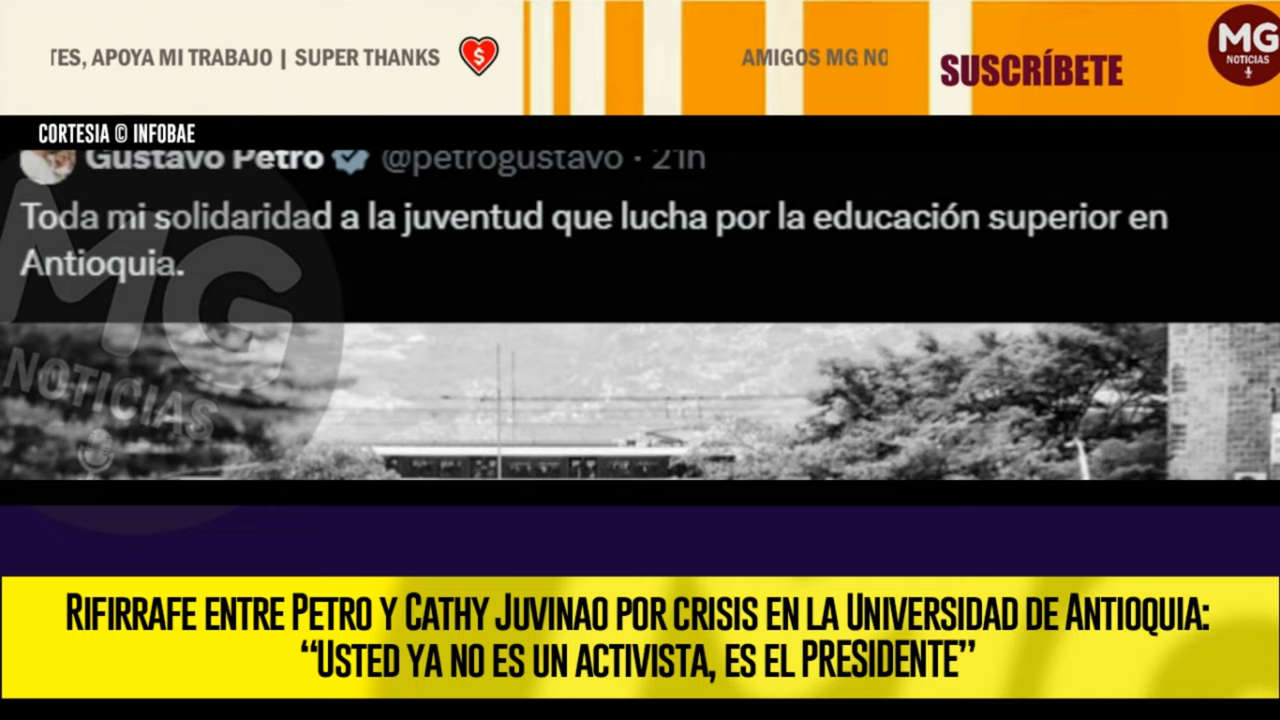 TES, APOYA MI TRABAJO | SUPER THANKS
AMIGOS MG NO
SUSCRÍBETE
MG
NOTICIAS
CORTESIA © INFOBAE
Gustavo Petro @petrogustavo · 21h
Toda mi solidaridad a la juventud que lucha por la educación superior en
Antioquia.
MG
NOTICIAS
RIFIRRAFE ENTRE PETRO Y CATHY JUVINAO POR CRISIS EN LA UNIVERSIDAD DE ANTIOQUIA:
“USTED YA NO ES UN ACTIVISTA, ES EL PRESIDENTE”